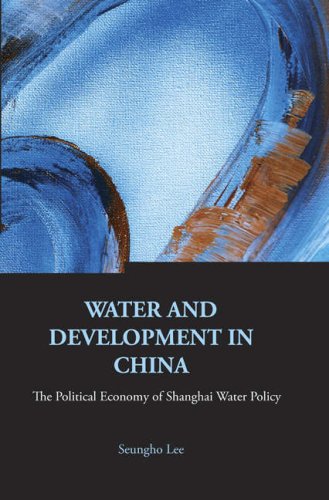 WATER AND
DEVELOPMENT IN
CHINA
The Political Economy of Shanghai Water Policy
Seungho Lee